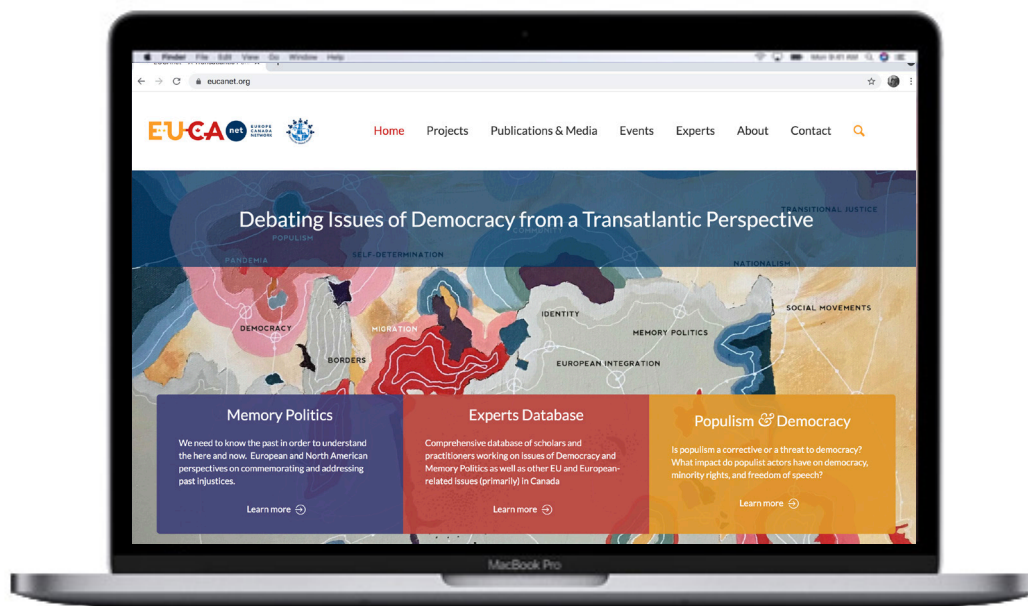 Finder File Edit View Go Window Help
Mon 9:41 AM
eucanet.org
EUCAnet EUROPE CANADA NETWORK
Home Projects Publications & Media Events Experts About Contact
Debating Issues of Democracy from a Transatlantic Perspective
TRANSITIONAL JUSTICE
COMMUNITY
POPULISM
PANDEMIA
SELF-DETERMINATION
NATIONALISM
SOCIAL MOVEMENTS
IDENTITY
DEMOCRACY
MIGRATION
MEMORY POLITICS
BORDERS
EUROPEAN INTEGRATION
Memory Politics
We need to know the past in order to understand
the here and now. European and North American
perspectives on commemorating and addressing
past injustices.
Learn more
Experts Database
Comprehensive database of scholars and
practitioners working on issues of Democracy and
Memory Politics as well as other EU and European-
related issues (primarily) in Canada
Learn more
Populism & Democracy
Is populism a corrective or a threat to democracy?
What impact do populist actors have on democracy,
minority rights, and freedom of speech?
Learn more
MacBook Pro